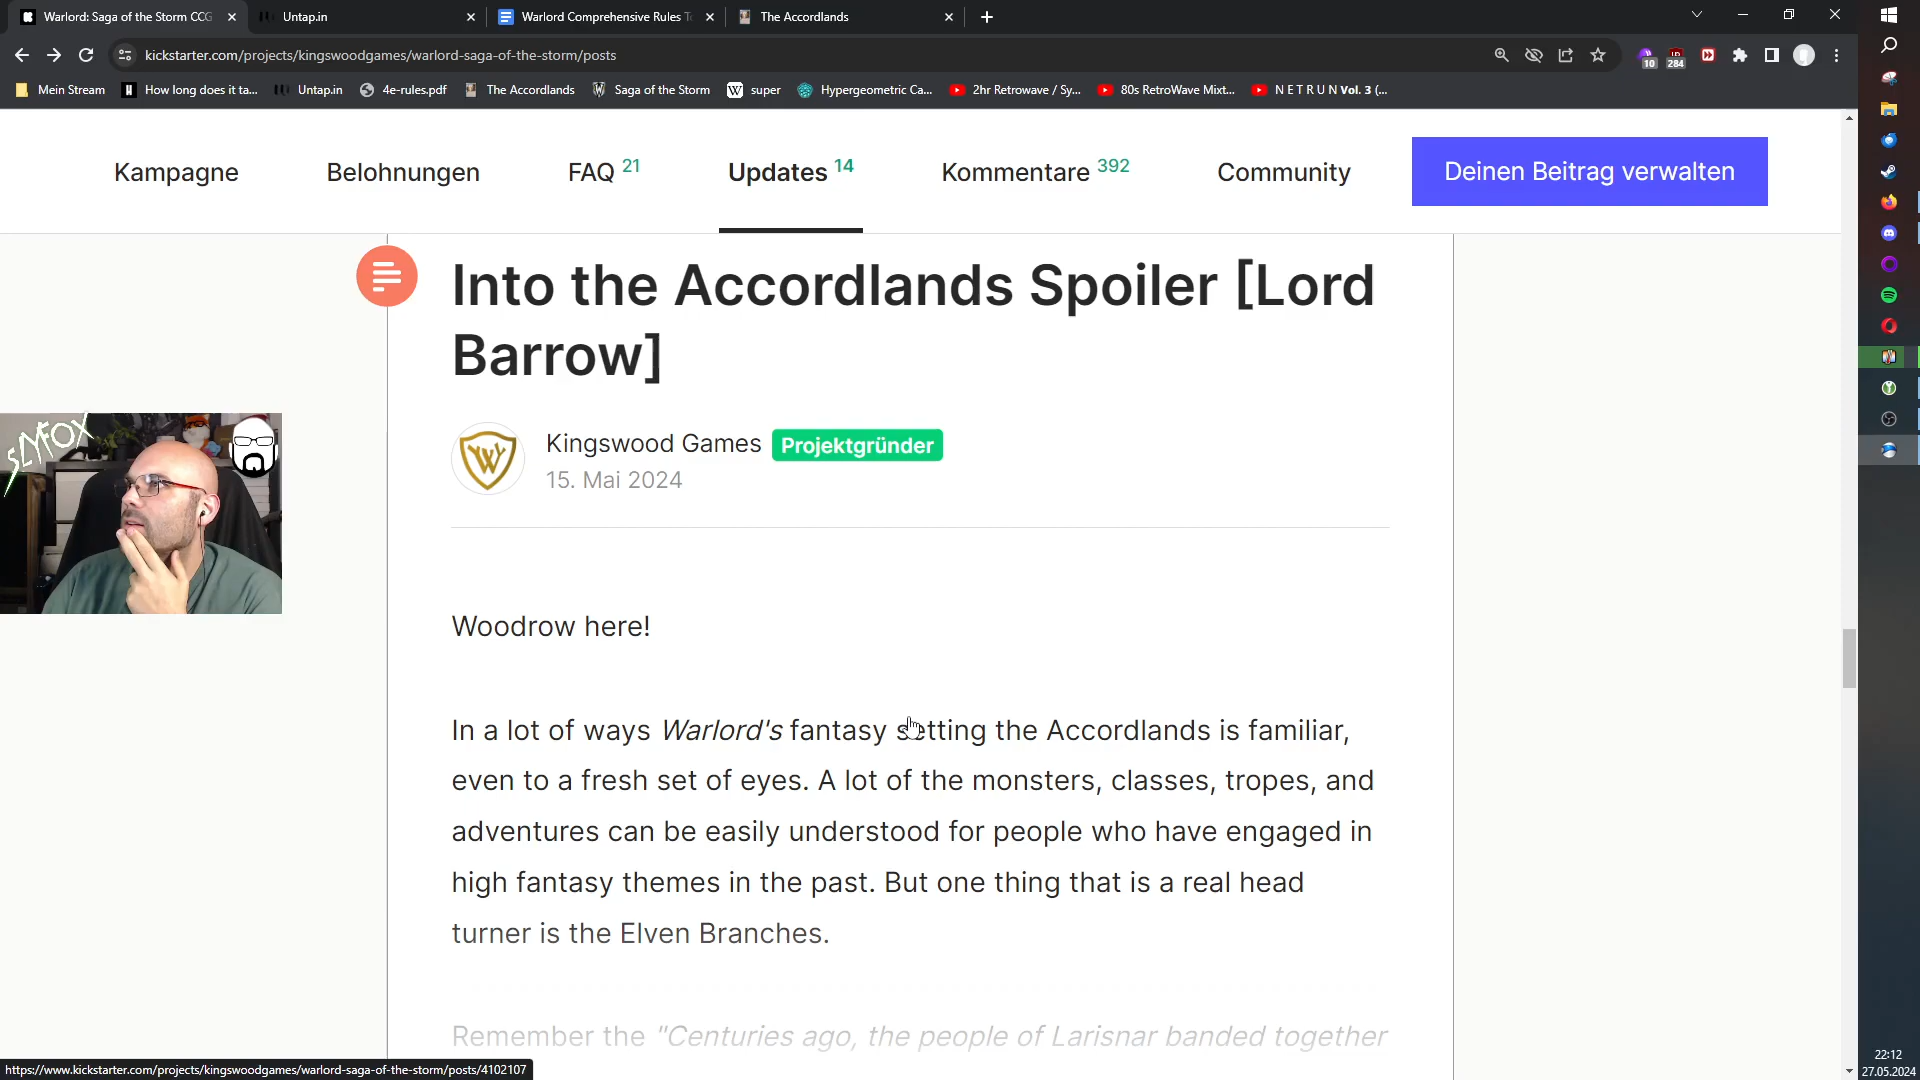 Warlord: Saga of the Storm CCG
Untap.in
Warlord Comprehensive Rules
The Accordlands
kickstarter.com/projects/kingswoodgames/warlord-saga-of-the-storm/posts
10
284
Mein Stream
How long does it ta...
Untap.in
4e-rules.pdf
The Accordlands
Saga of the Storm
super
Hypergeometric Ca...
2hr Retrowave / Sy...
80s RetroWave Mixt...
N E T R U N Vol. 3 (...
Kampagne
Belohnungen
FAQ 21
Updates 14
Kommentare 392
Community
Deinen Beitrag verwalten
Into the Accordlands Spoiler [Lord
Barrow]
Kingswood Games Projektgründer
15. Mai 2024
SLYFOX
Woodrow here!
In a lot of ways Warlord's fantasy setting the Accordlands is familiar,
even to a fresh set of eyes. A lot of the monsters, classes, tropes, and
adventures can be easily understood for people who have engaged in
high fantasy themes in the past. But one thing that is a real head
turner is the Elven Branches.
Remember the "Centuries ago, the people of Larisnar banded together
https://www.kickstarter.com/projects/kingswoodgames/warlord-saga-of-the-storm/posts/4102107
22:12
27.05.2024